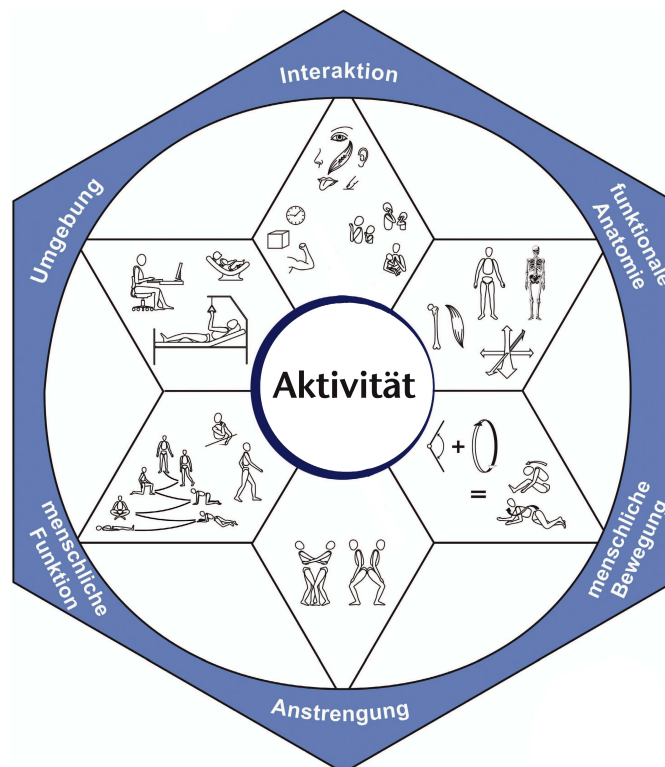 Interaktion
funktionale
Anatomie
menschliche
Bewegung
Anstrengung
menschliche
Funktion
Umgebung
Aktivität
+
=